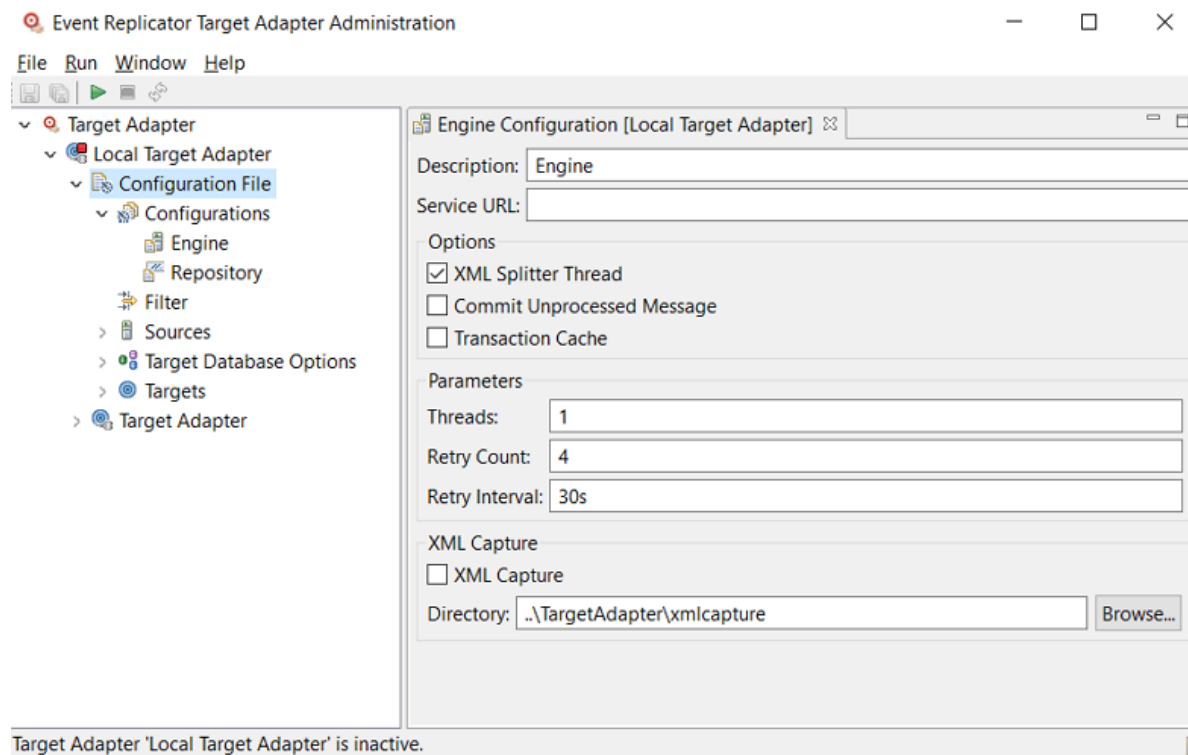 Event Replicator Target Adapter Administration
File Run Window Help
Target Adapter
Local Target Adapter
Configuration File
Configurations
Engine
Repository
Filter
Sources
Target Database Options
Targets
Target Adapter
Engine Configuration [Local Target Adapter]
Description: Engine
Service URL:
Options
XML Splitter Thread
Commit Unprocessed Message
Transaction Cache
Parameters
Threads: 1
Retry Count: 4
Retry Interval: 30s
XML Capture
XML Capture
Directory: ..\TargetAdapter\xmlcapture Browse...
Target Adapter 'Local Target Adapter' is inactive.